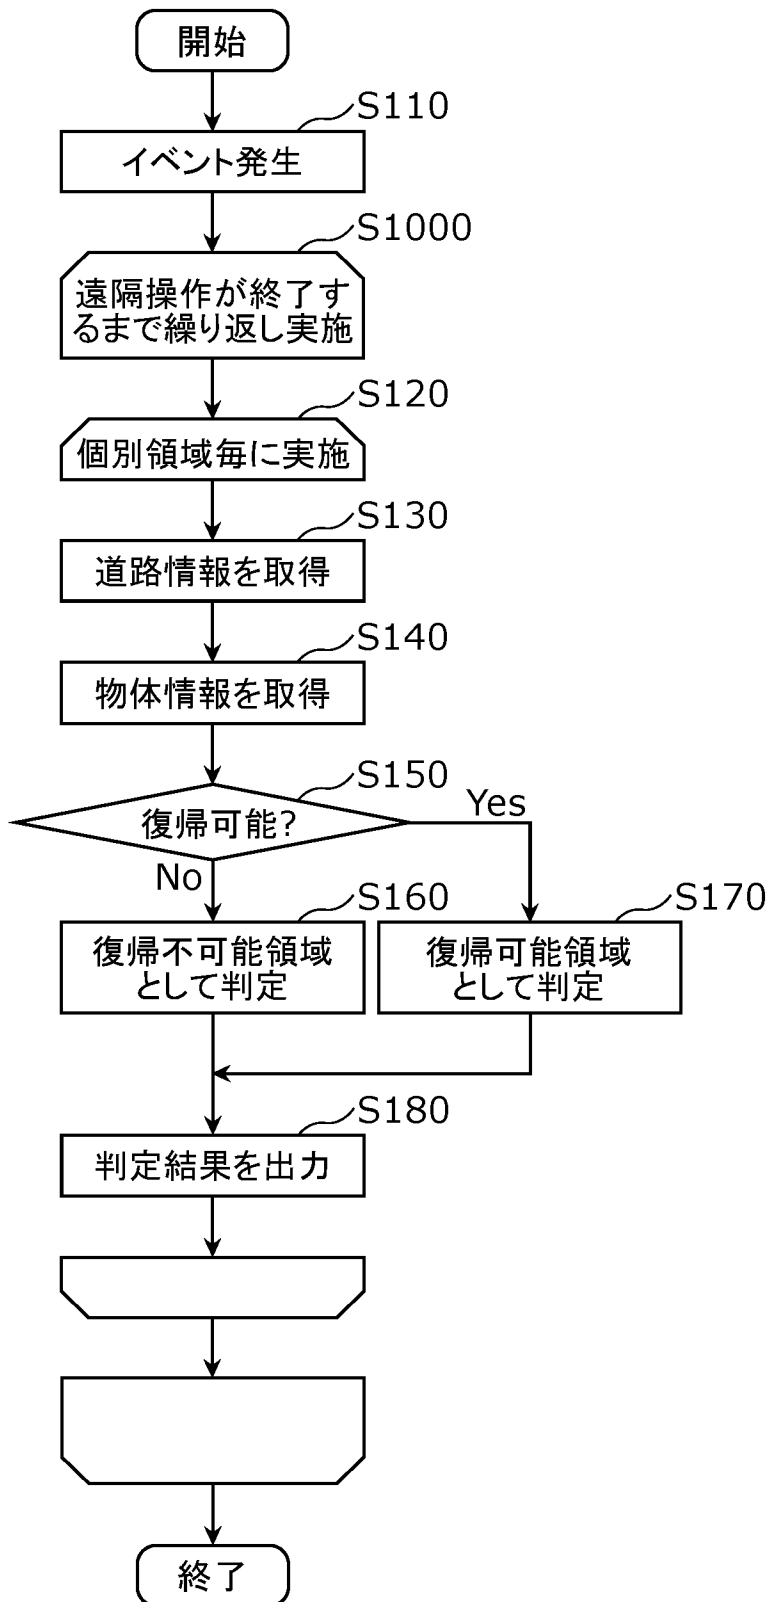 開始
S110
イベント発生
S1000
遠隔操作が終了す
るまで繰り返し実施
S120
個別領域毎に実施
S130
道路情報を取得
S140
物体情報を取得
S150
復帰可能?
Yes
No
S160
復帰不可能領域
として判定
S170
復帰可能領域
として判定
S180
判定結果を出力
終了